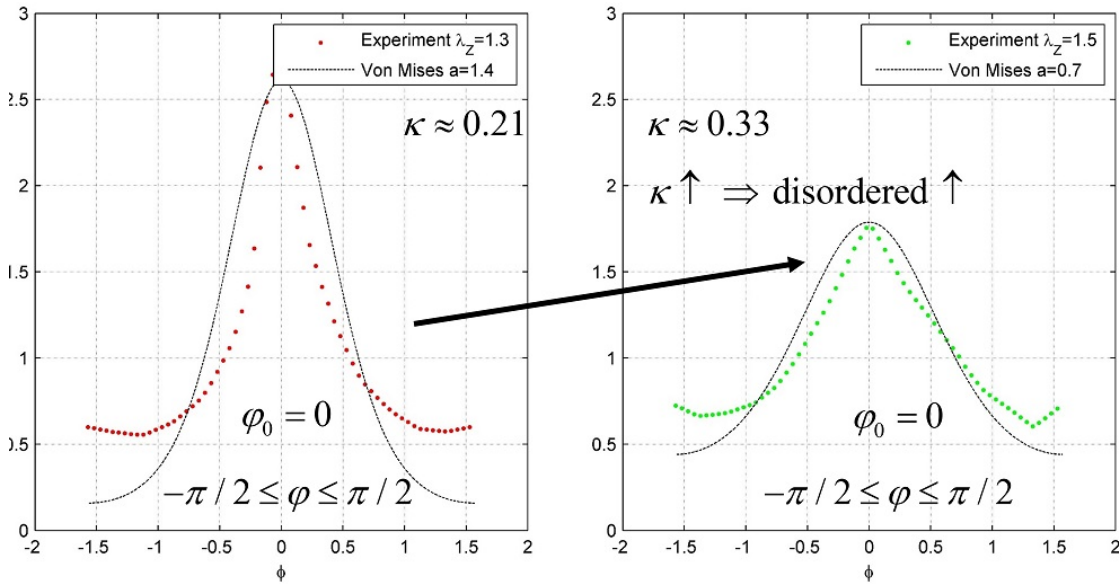 3
2.5
2
1.5
1
0.5
0
-2
-1.5
-1
-0.5
0
0.5
1
1.5
2
ϕ
Experiment λ_Z=1.3
Von Mises a=1.4
κ ≈ 0.21
φ₀ = 0
−π / 2 ≤ φ ≤ π / 2
3
2.5
2
1.5
1
0.5
0
-2
-1.5
-1
-0.5
0
0.5
1
1.5
2
ϕ
Experiment λ_Z=1.5
Von Mises a=0.7
κ ≈ 0.33
κ ↑ ⇒ disordered ↑
φ₀ = 0
−π / 2 ≤ φ ≤ π / 2